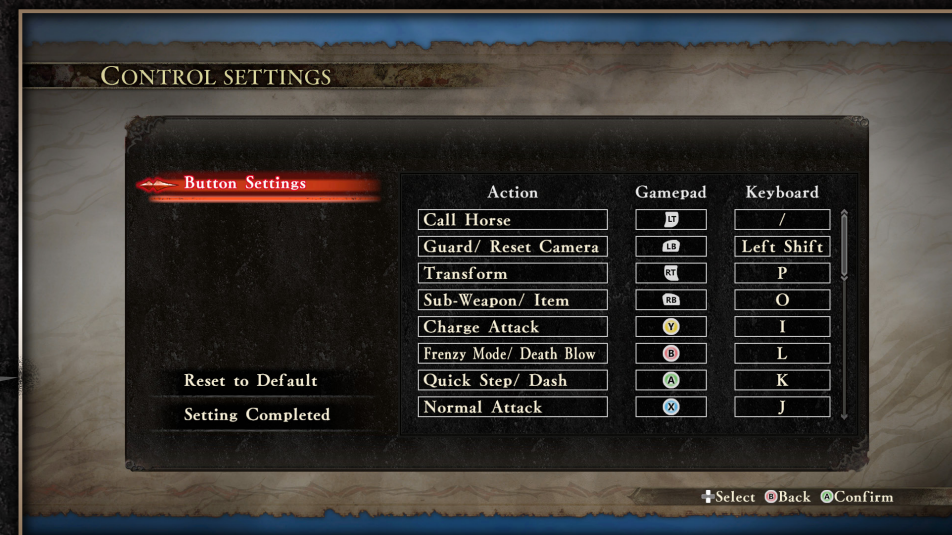 CONTROL SETTINGS
Button Settings
Action Gamepad Keyboard
Call Horse LT /
Guard/ Reset Camera LB Left Shift
Transform RT P
Sub-Weapon/ Item RB O
Charge Attack Y I
Frenzy Mode/ Death Blow B L
Quick Step/ Dash A K
Normal Attack X J
Reset to Default
Setting Completed
Select B Back A Confirm